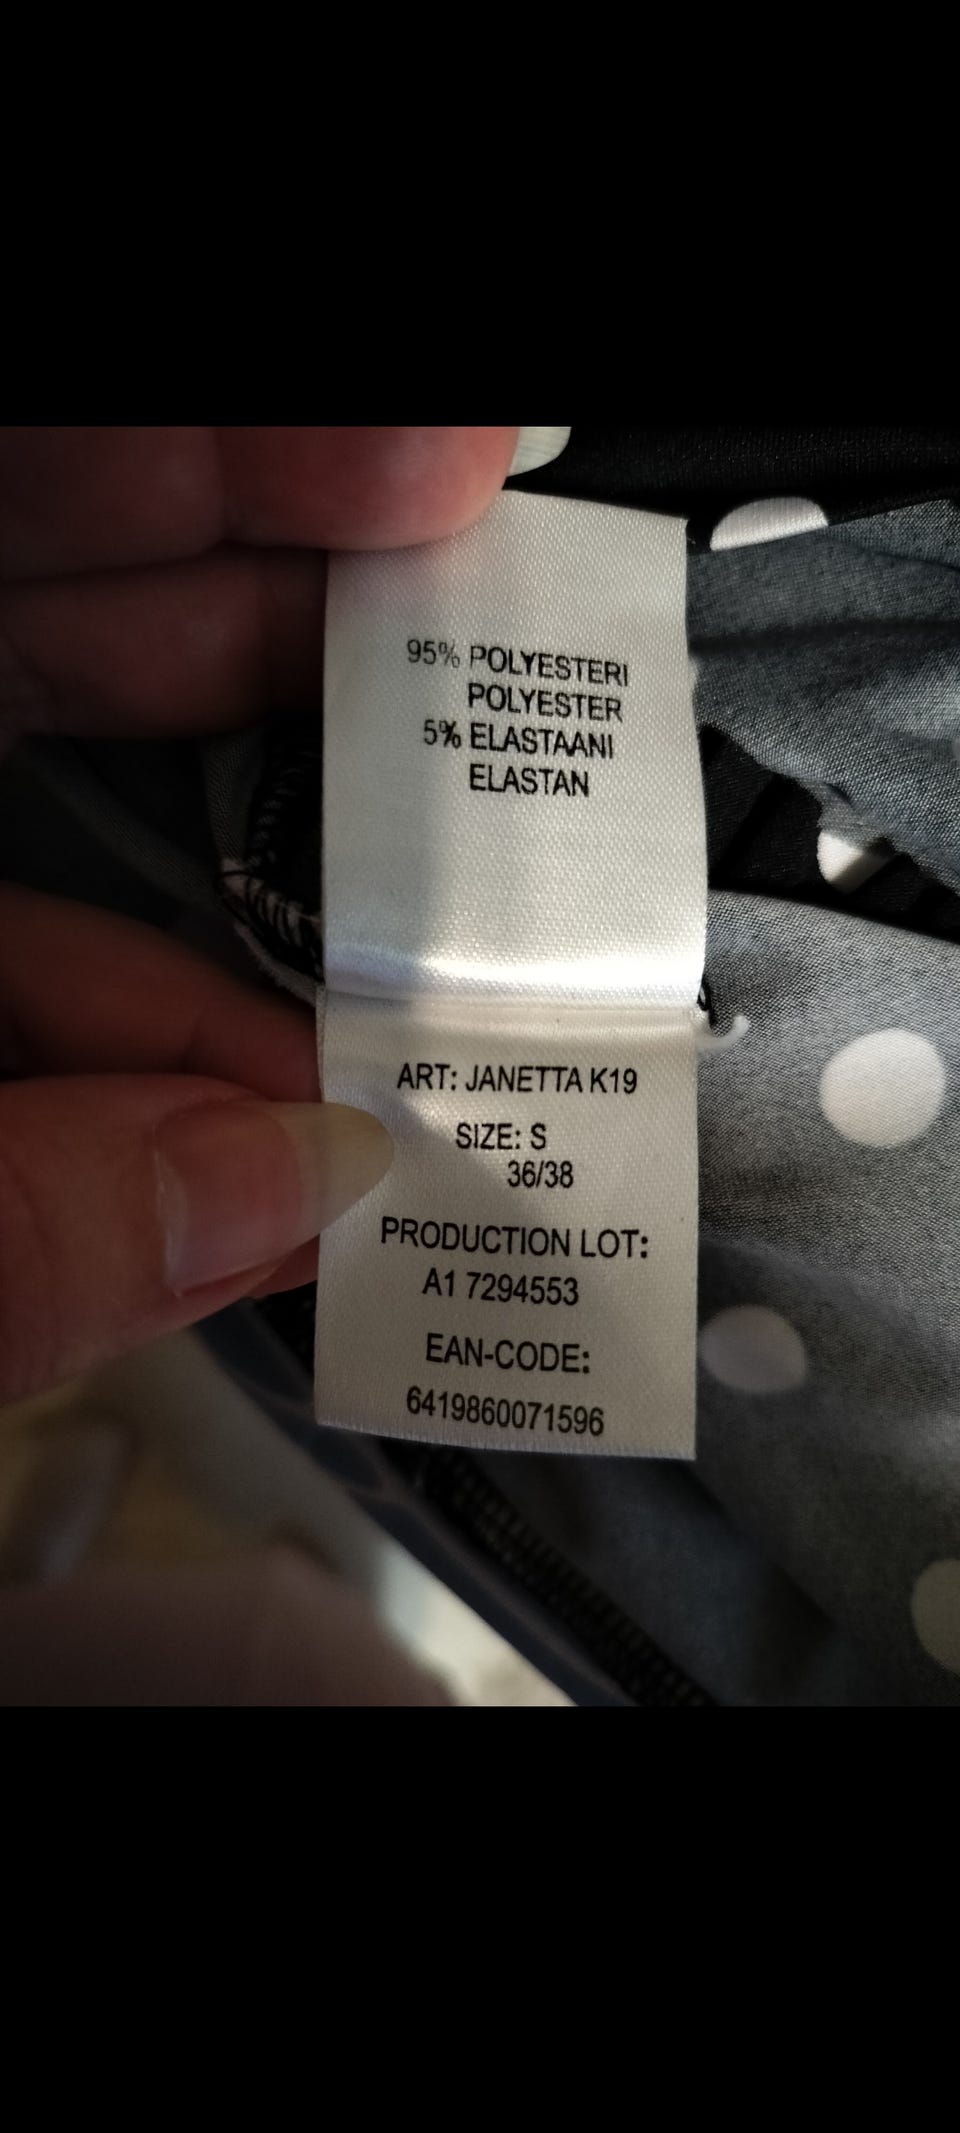 95% POLYESTERI
POLYESTER
5% ELASTAANI
ELASTAN
ART: JANETTA K19
SIZE: S
36/38
PRODUCTION LOT:
A1 7294553
EAN-CODE:
6419860071596